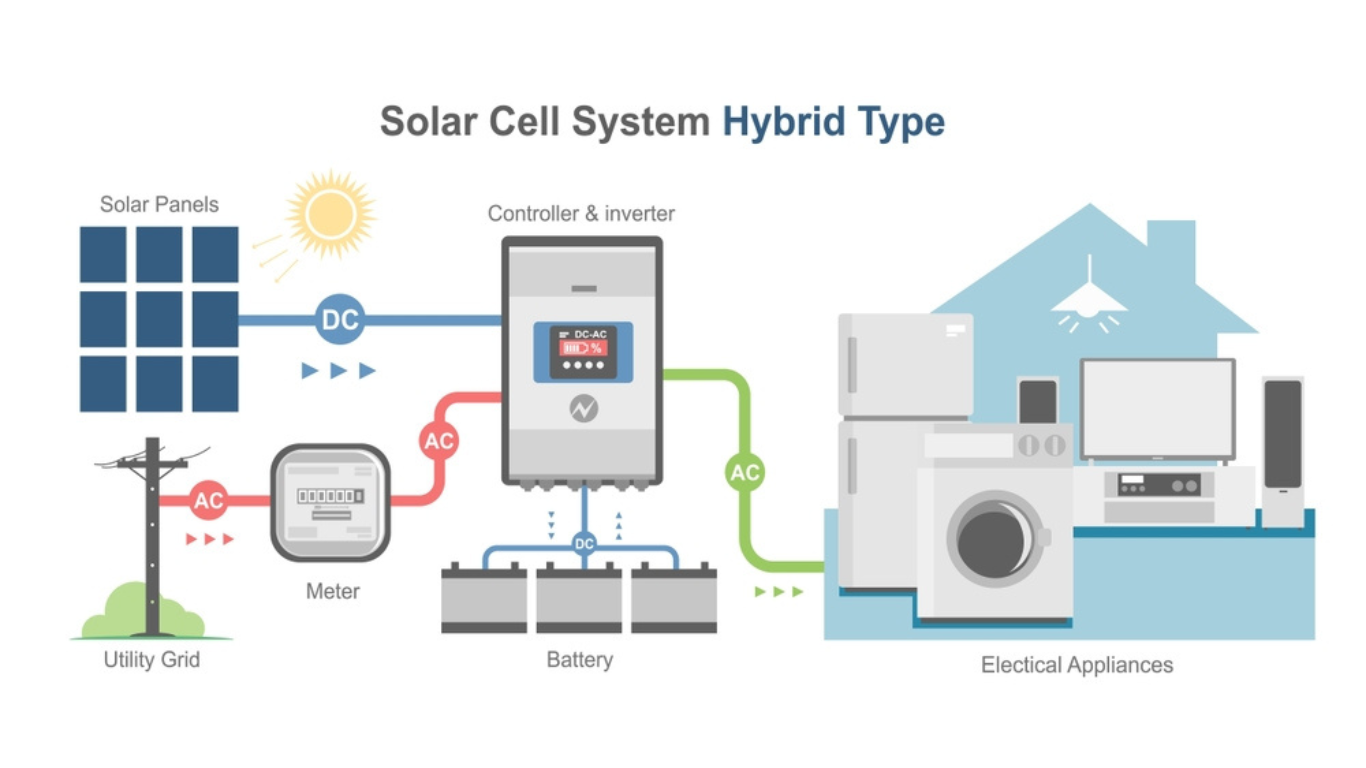 Solar Cell System Hybrid Type
Solar Panels
Controller & inverter
DC
DC-AC
%
AC
AC
AC
DC
Meter
Utility Grid
Battery
Electical Appliances